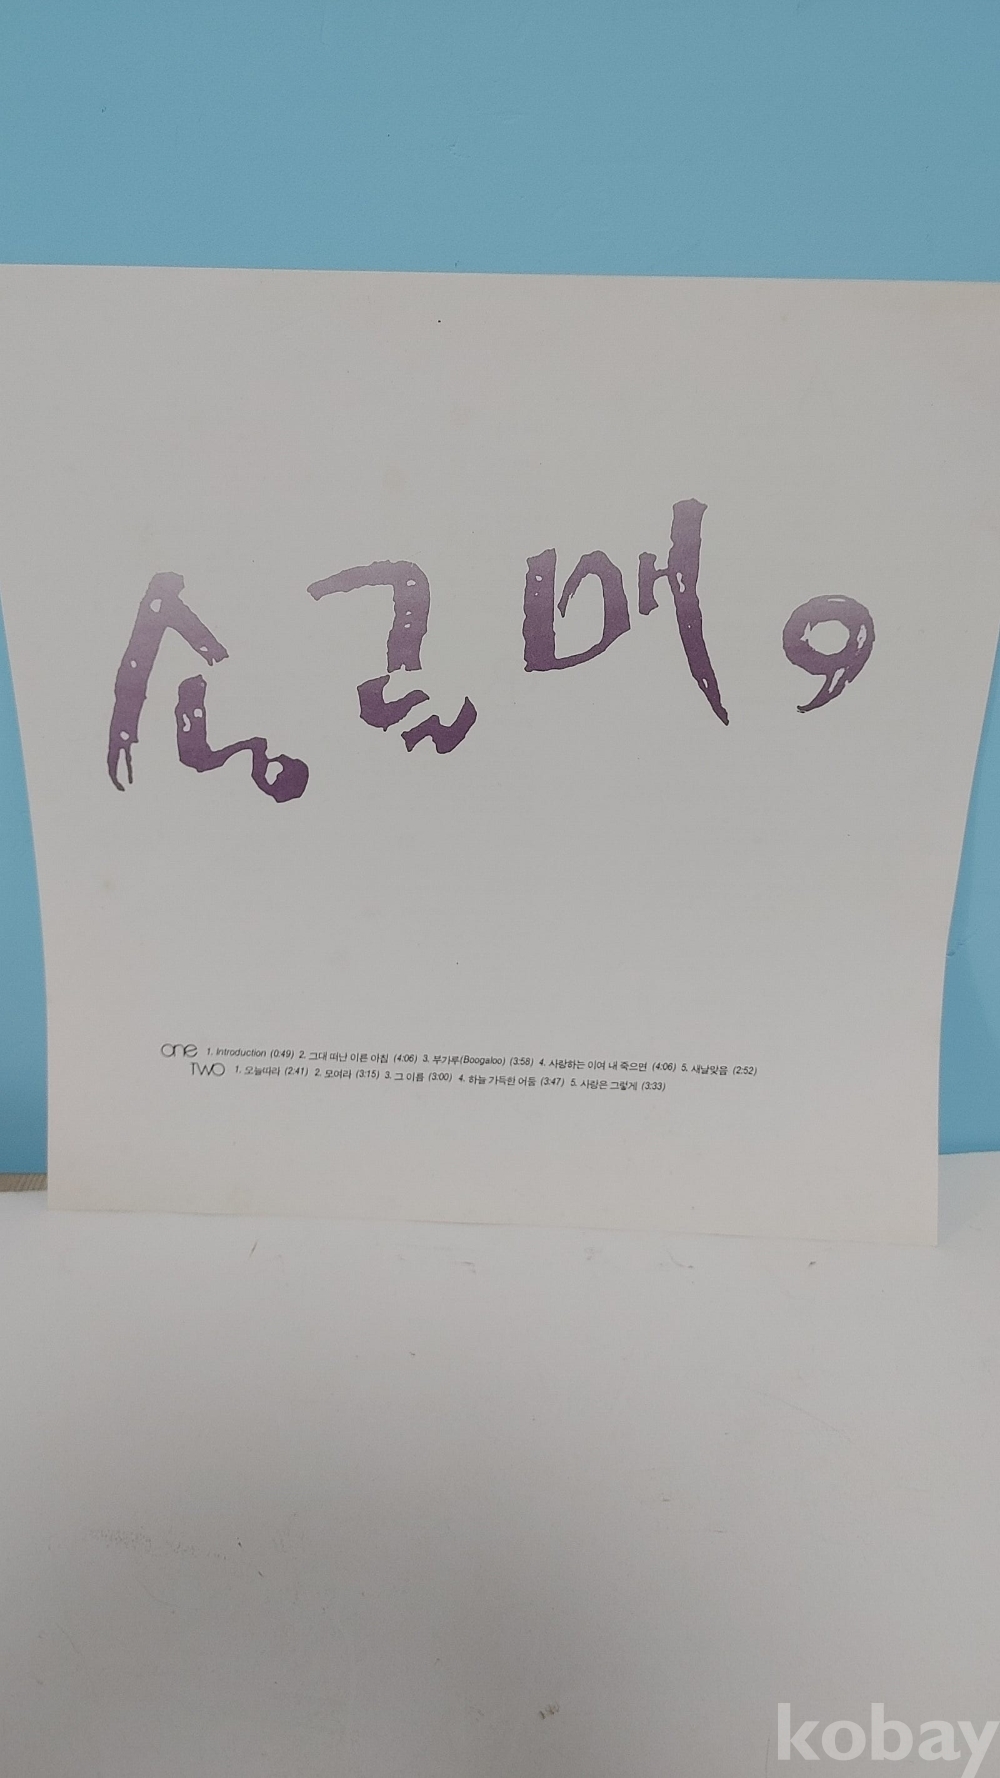 송골매 9
one 1. Introduction (0:49) 2. 그대 떠난 이른 아침 (4:06) 3. 부가루(Boogaloo) (3:58) 4. 사랑하는 이여 내 죽으면 (4:06) 5. 새날맞음 (2:52)
TWO 1. 오늘따라 (2:41) 2. 모여라 (3:15) 3. 그 이름 (3:00) 4. 하늘 가득한 어둠 (3:47) 5. 사랑은 그렇게 (3:33)
kobay